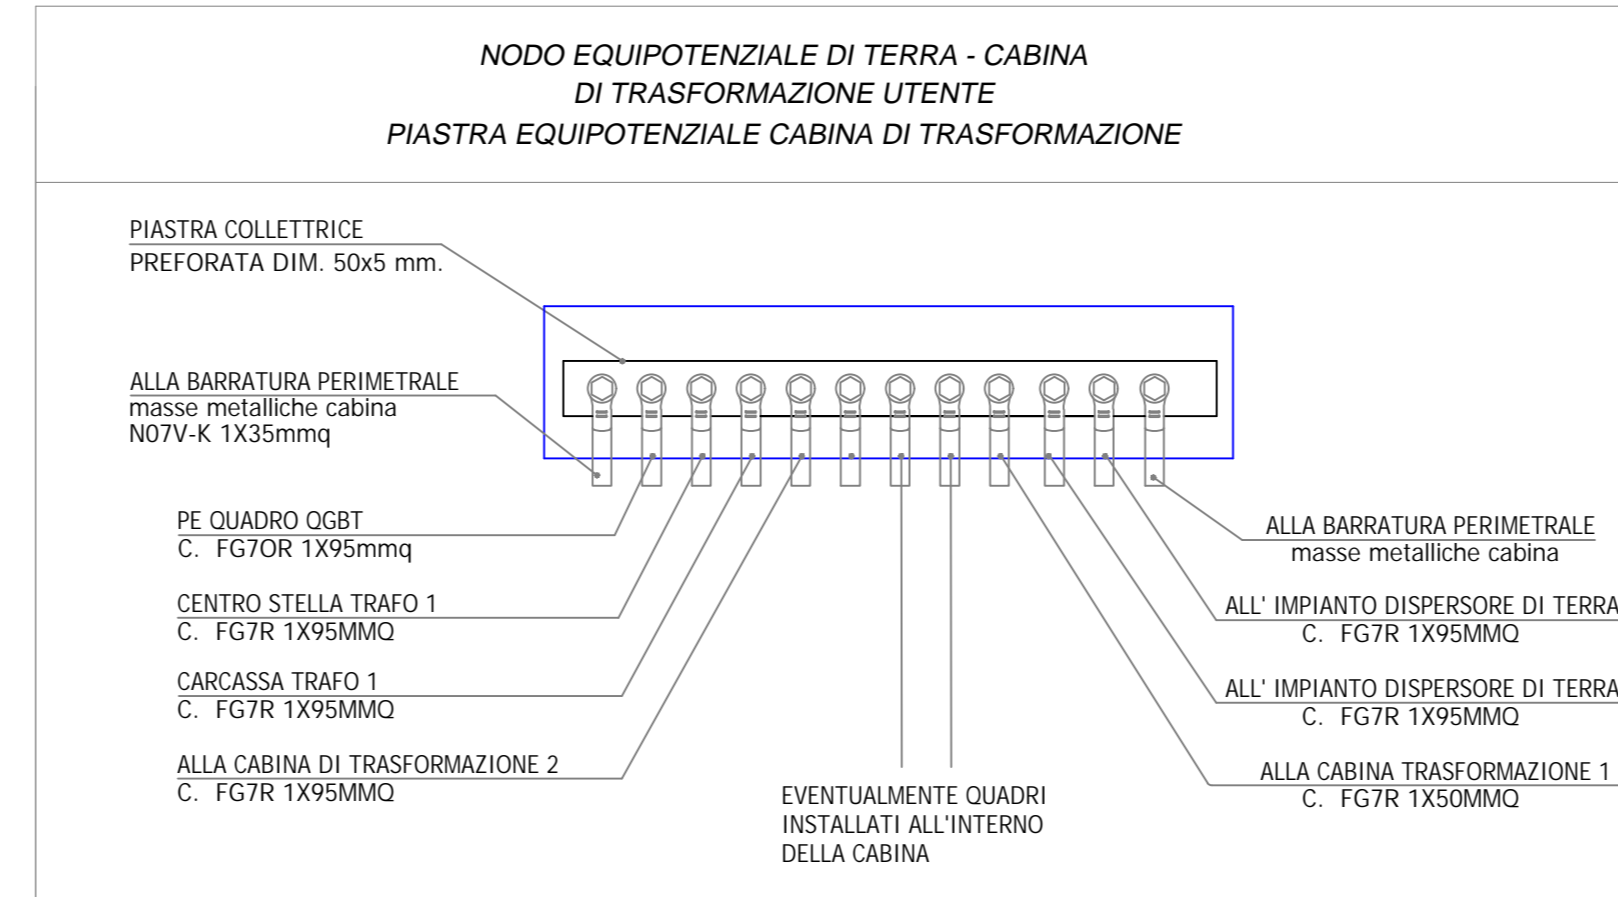 NODO EQUIPOTENZIALE DI TERRA - CABINA
DI TRASFORMAZIONE UTENTE
PIASTRA EQUIPOTENZIALE CABINA DI TRASFORMAZIONE
PIASTRA COLLETTRICE
PREFORATA DIM. 50x5 mm.
ALLA BARRATURA PERIMETRALE
masse metalliche cabina
N07V-K 1X35mmq
PE QUADRO QGBT
C. FG7OR 1X95mmq
CENTRO STELLA TRAFO 1
C. FG7R 1X95MMQ
CARCASSA TRAFO 1
C. FG7R 1X95MMQ
ALLA CABINA DI TRASFORMAZIONE 2
C. FG7R 1X95MMQ
EVENTUALMENTE QUADRI
INSTALLATI ALL'INTERNO
DELLA CABINA
ALLA BARRATURA PERIMETRALE
masse metalliche cabina
ALL' IMPIANTO DISPERSORE DI TERRA
C. FG7R 1X95MMQ
ALL' IMPIANTO DISPERSORE DI TERRA
C. FG7R 1X95MMQ
ALLA CABINA TRASFORMAZIONE 1
C. FG7R 1X50MMQ